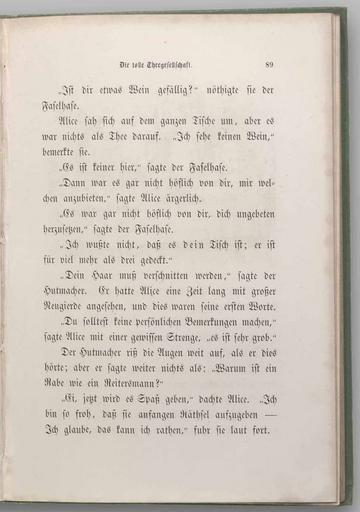 Die tolle Theegesellschaft. 89
„Ist dir etwas Wein gefällig?“ nöthigte sie der
Faselhase.
Alice sah sich auf dem ganzen Tische um, aber es
war nichts als Thee darauf. „Ich sehe keinen Wein,“
bemerkte sie.
„Es ist keiner hier,“ sagte der Faselhase.
„Dann war es gar nicht höflich von dir, mir wel-
chen anzubieten,“ sagte Alice ärgerlich.
„Es war gar nicht höflich von dir, dich ungebeten
herzusetzen,“ sagte der Faselhase.
„Ich wußte nicht, daß es dein Tisch ist; er ist
für viel mehr als drei gedeckt.“
„Dein Haar muß verschnitten werden,“ sagte der
Hutmacher. Er hatte Alice eine Zeit lang mit großer
Neugierde angesehen, und dies waren seine ersten Worte.
„Du solltest keine persönlichen Bemerkungen machen,“
sagte Alice mit einer gewissen Strenge, „es ist sehr grob.“
Der Hutmacher riß die Augen weit auf, als er dies
hörte; aber er sagte weiter nichts als: „Warum ist ein
Rabe wie ein Reitersmann?“
„Ei, jetzt wird es Spaß geben,“ dachte Alice. „Ich
bin so froh, daß sie anfangen Räthsel aufzugeben —
Ich glaube, das kann ich rathen,“ fuhr sie laut fort.